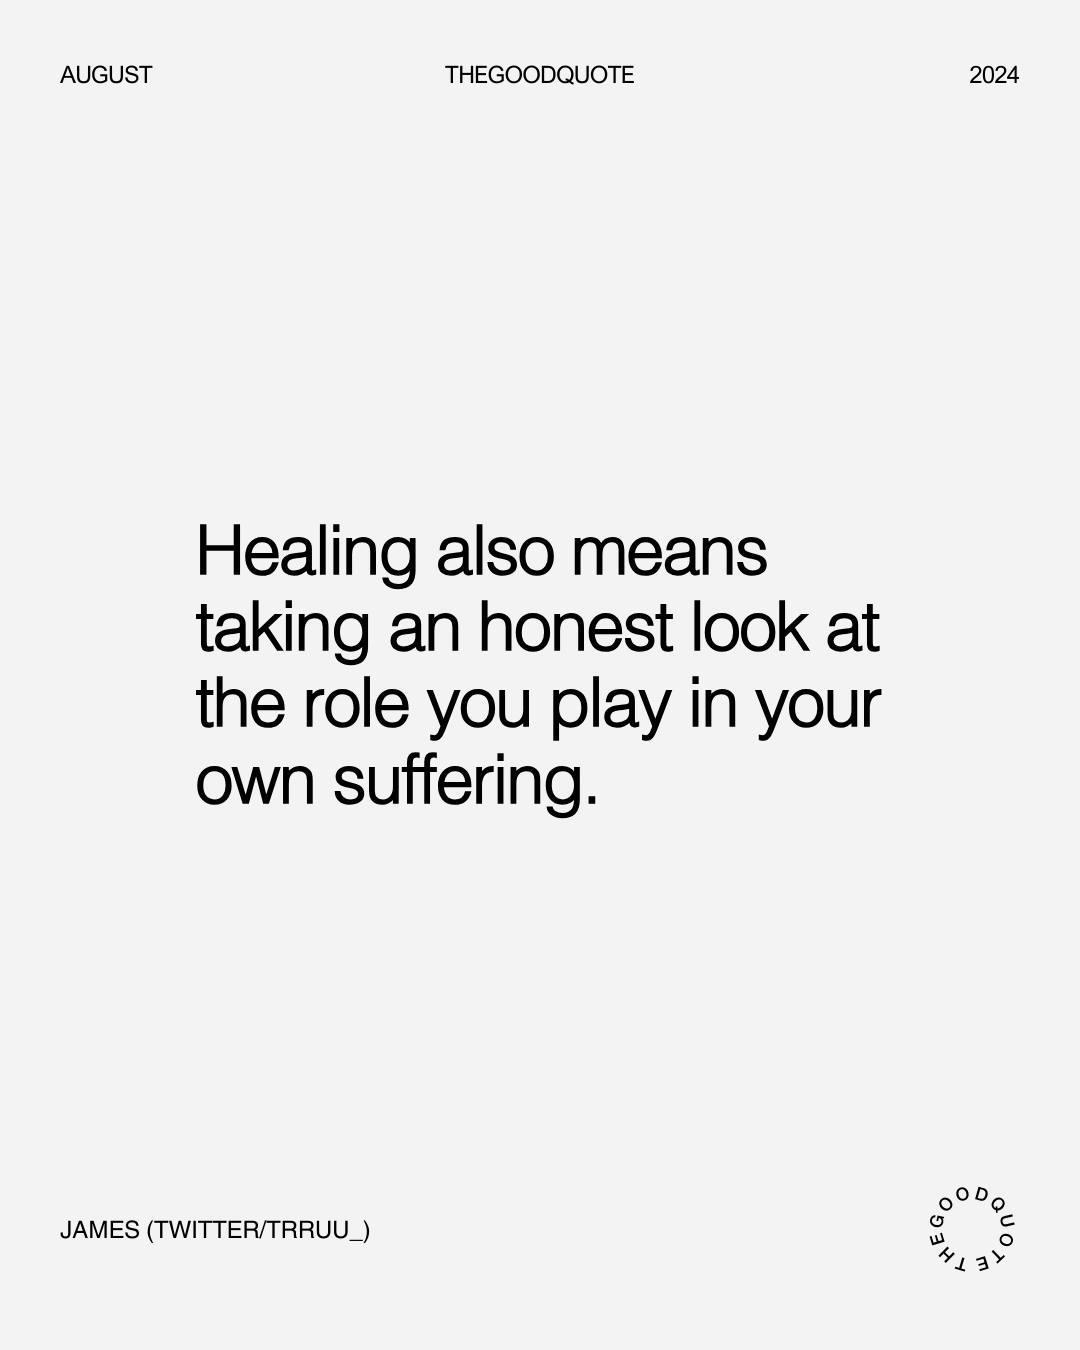 AUGUST THEGOODQUOTE 2024
Healing also means
taking an honest look at
the role you play in your
own suffering.
JAMES (TWITTER/TRRUU_)
THEGOODQUOTE